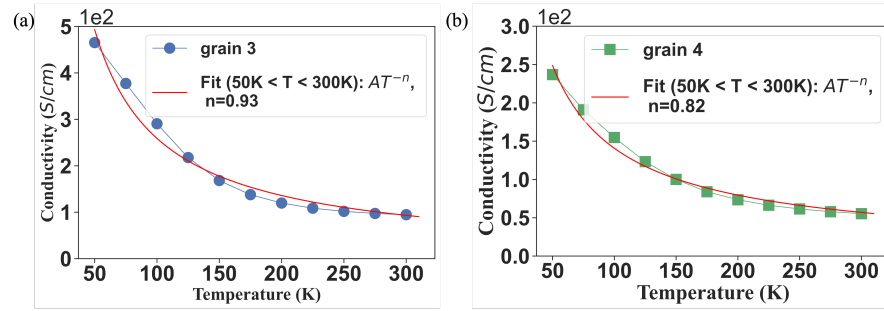 (a)
1e2
5
4
3
2
1
0
Conductivity (S/cm)
50 100 150 200 250 300
Temperature (K)
grain 3
Fit (50K < T < 300K): AT⁻ⁿ,
n=0.93
(b)
1e2
3.0
2.5
2.0
1.5
1.0
0.5
0.0
Conductivity (S/cm)
50 100 150 200 250 300
Temperature (K)
grain 4
Fit (50K < T < 300K): AT⁻ⁿ,
n=0.82